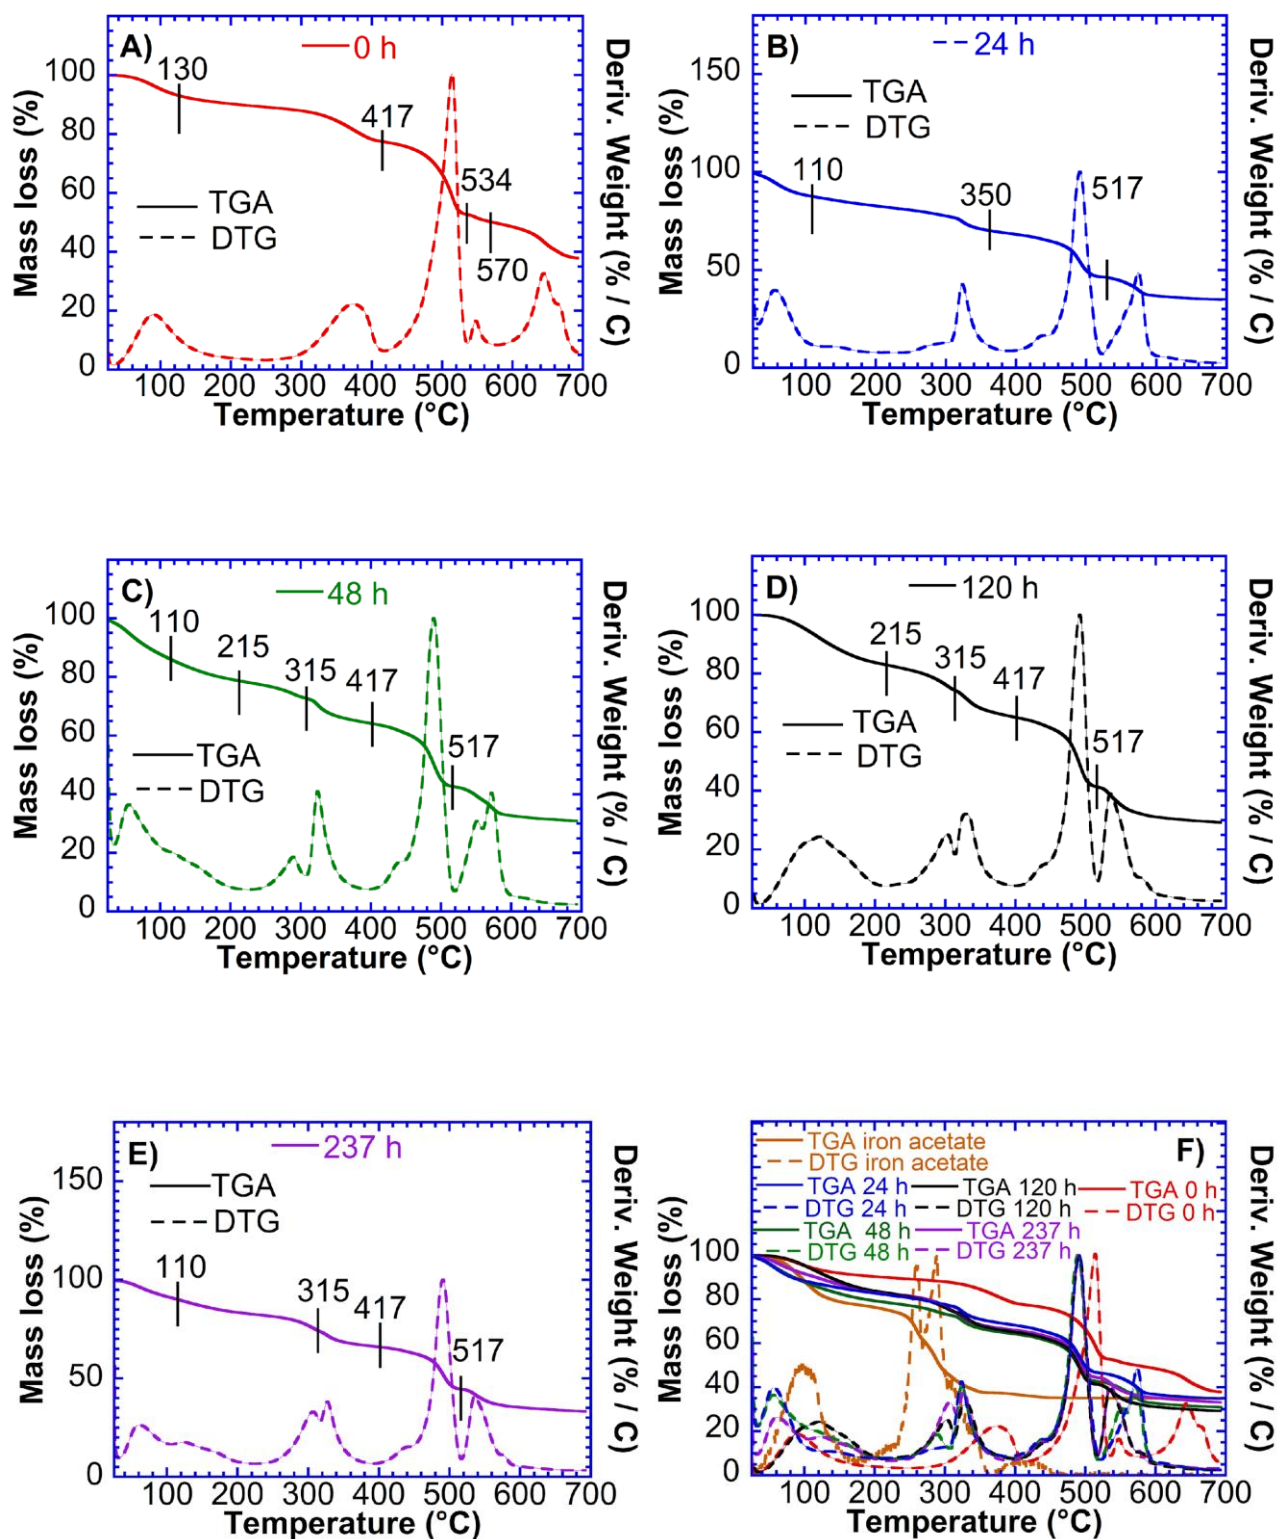 A)
0 h
Mass loss (%)
100
80
60
40
20
0
130
417
534
570
TGA
DTG
Deriv. Weight (% / C)
100 200 300 400 500 600 700
Temperature (°C)
B)
24 h
Mass loss (%)
150
100
50
0
TGA
DTG
110
350
517
Deriv. Weight (% / C)
100 200 300 400 500 600 700
Temperature (°C)
C)
48 h
Mass loss (%)
100
80
60
40
20
0
110
215
315
417
517
TGA
DTG
Deriv. Weight (% / C)
100 200 300 400 500 600 700
Temperature (°C)
D)
120 h
Mass loss (%)
100
80
60
40
20
0
215
315
417
517
TGA
DTG
Deriv. Weight (% / C)
100 200 300 400 500 600 700
Temperature (°C)
E)
237 h
Mass loss (%)
150
100
50
0
TGA
DTG
110
315
417
517
Deriv. Weight (% / C)
100 200 300 400 500 600 700
Temperature (°C)
F)
TGA iron acetate
DTG iron acetate
TGA 24 h TGA 120 h TGA 0 h
DTG 24 h DTG 120 h DTG 0 h
TGA 48 h TGA 237 h
DTG 48 h DTG 237 h
Mass loss (%)
100
80
60
40
20
0
Deriv. Weight (% / C)
100 200 300 400 500 600 700
Temperature (°C)